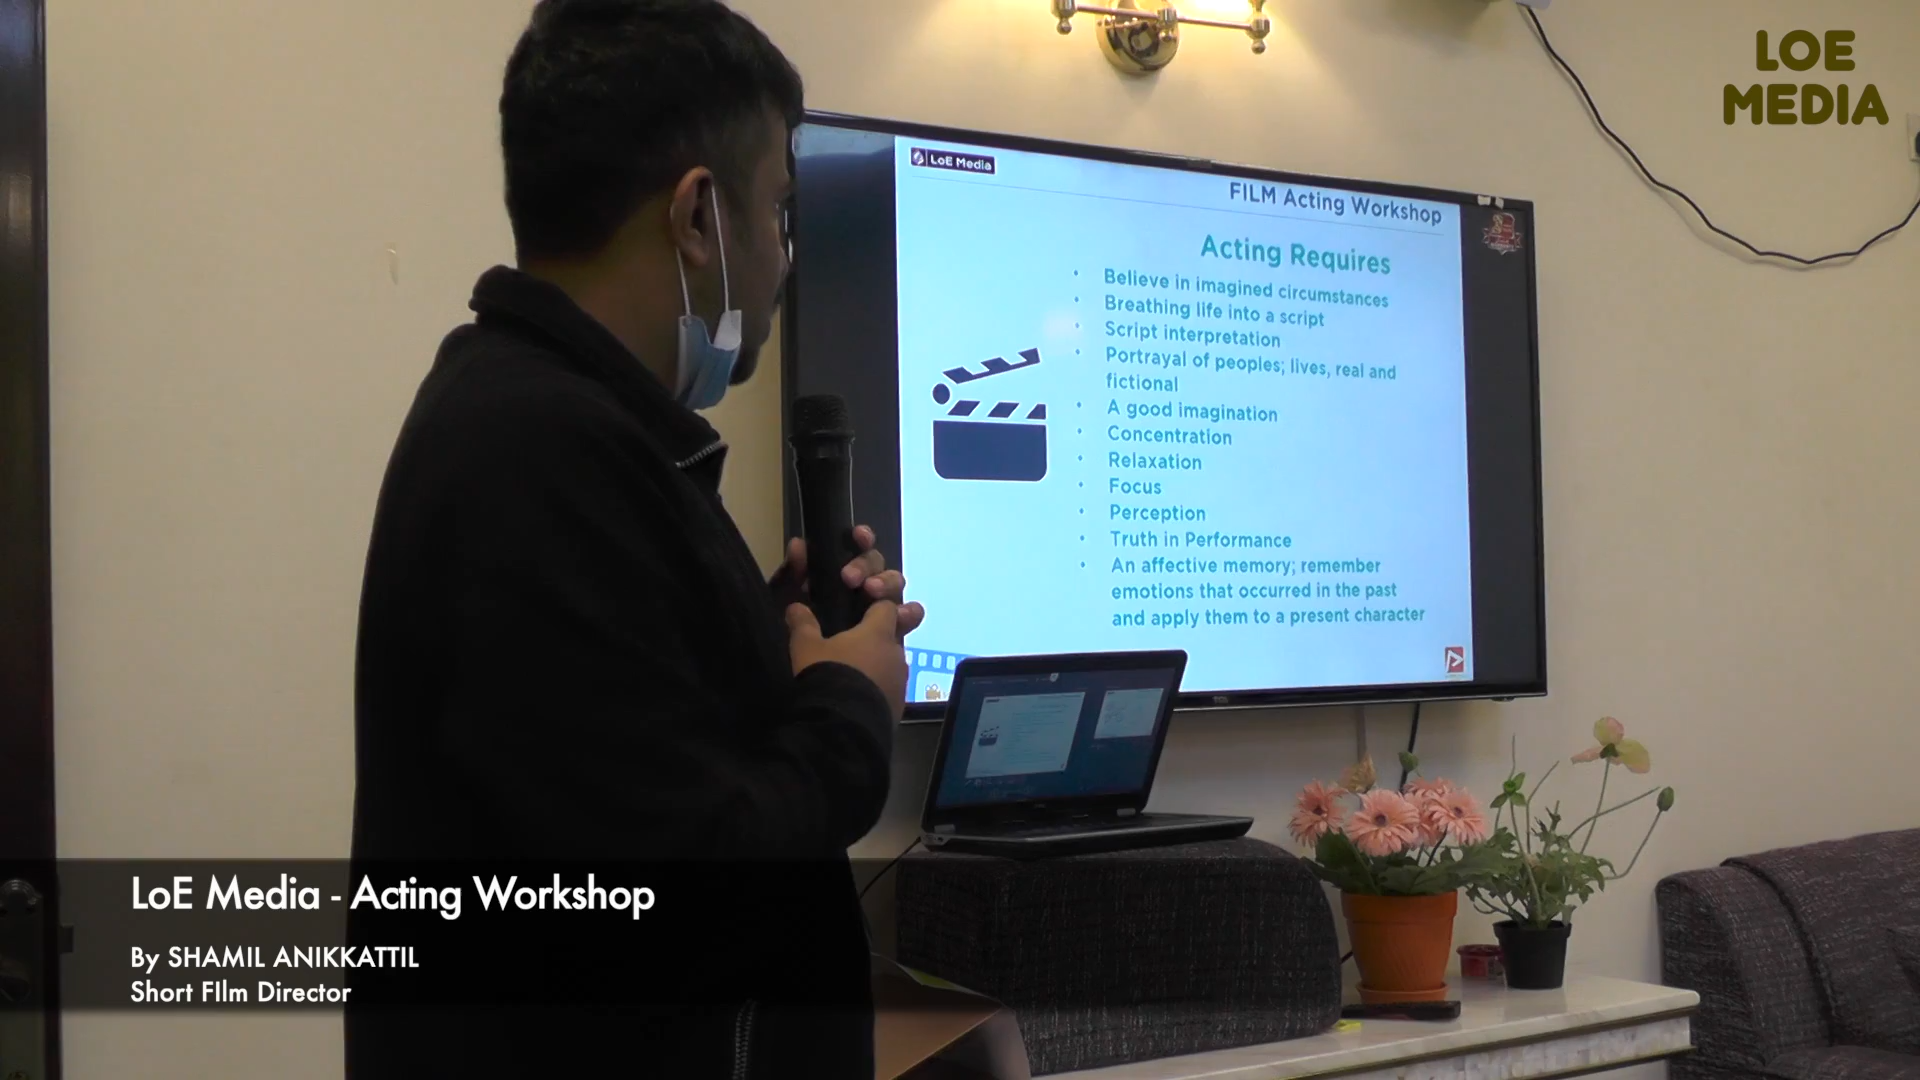 LOE
MEDIA
LoE Media
FILM Acting Workshop
Acting Requires
• Believe in imagined circumstances
• Breathing life into a script
• Script interpretation
• Portrayal of peoples; lives, real and
fictional
• A good imagination
• Concentration
• Relaxation
• Focus
• Perception
• Truth in Performance
• An affective memory; remember
emotions that occurred in the past
and apply them to a present character
TCL
LoE Media - Acting Workshop
By SHAMIL ANIKKATTIL
Short FIlm Director